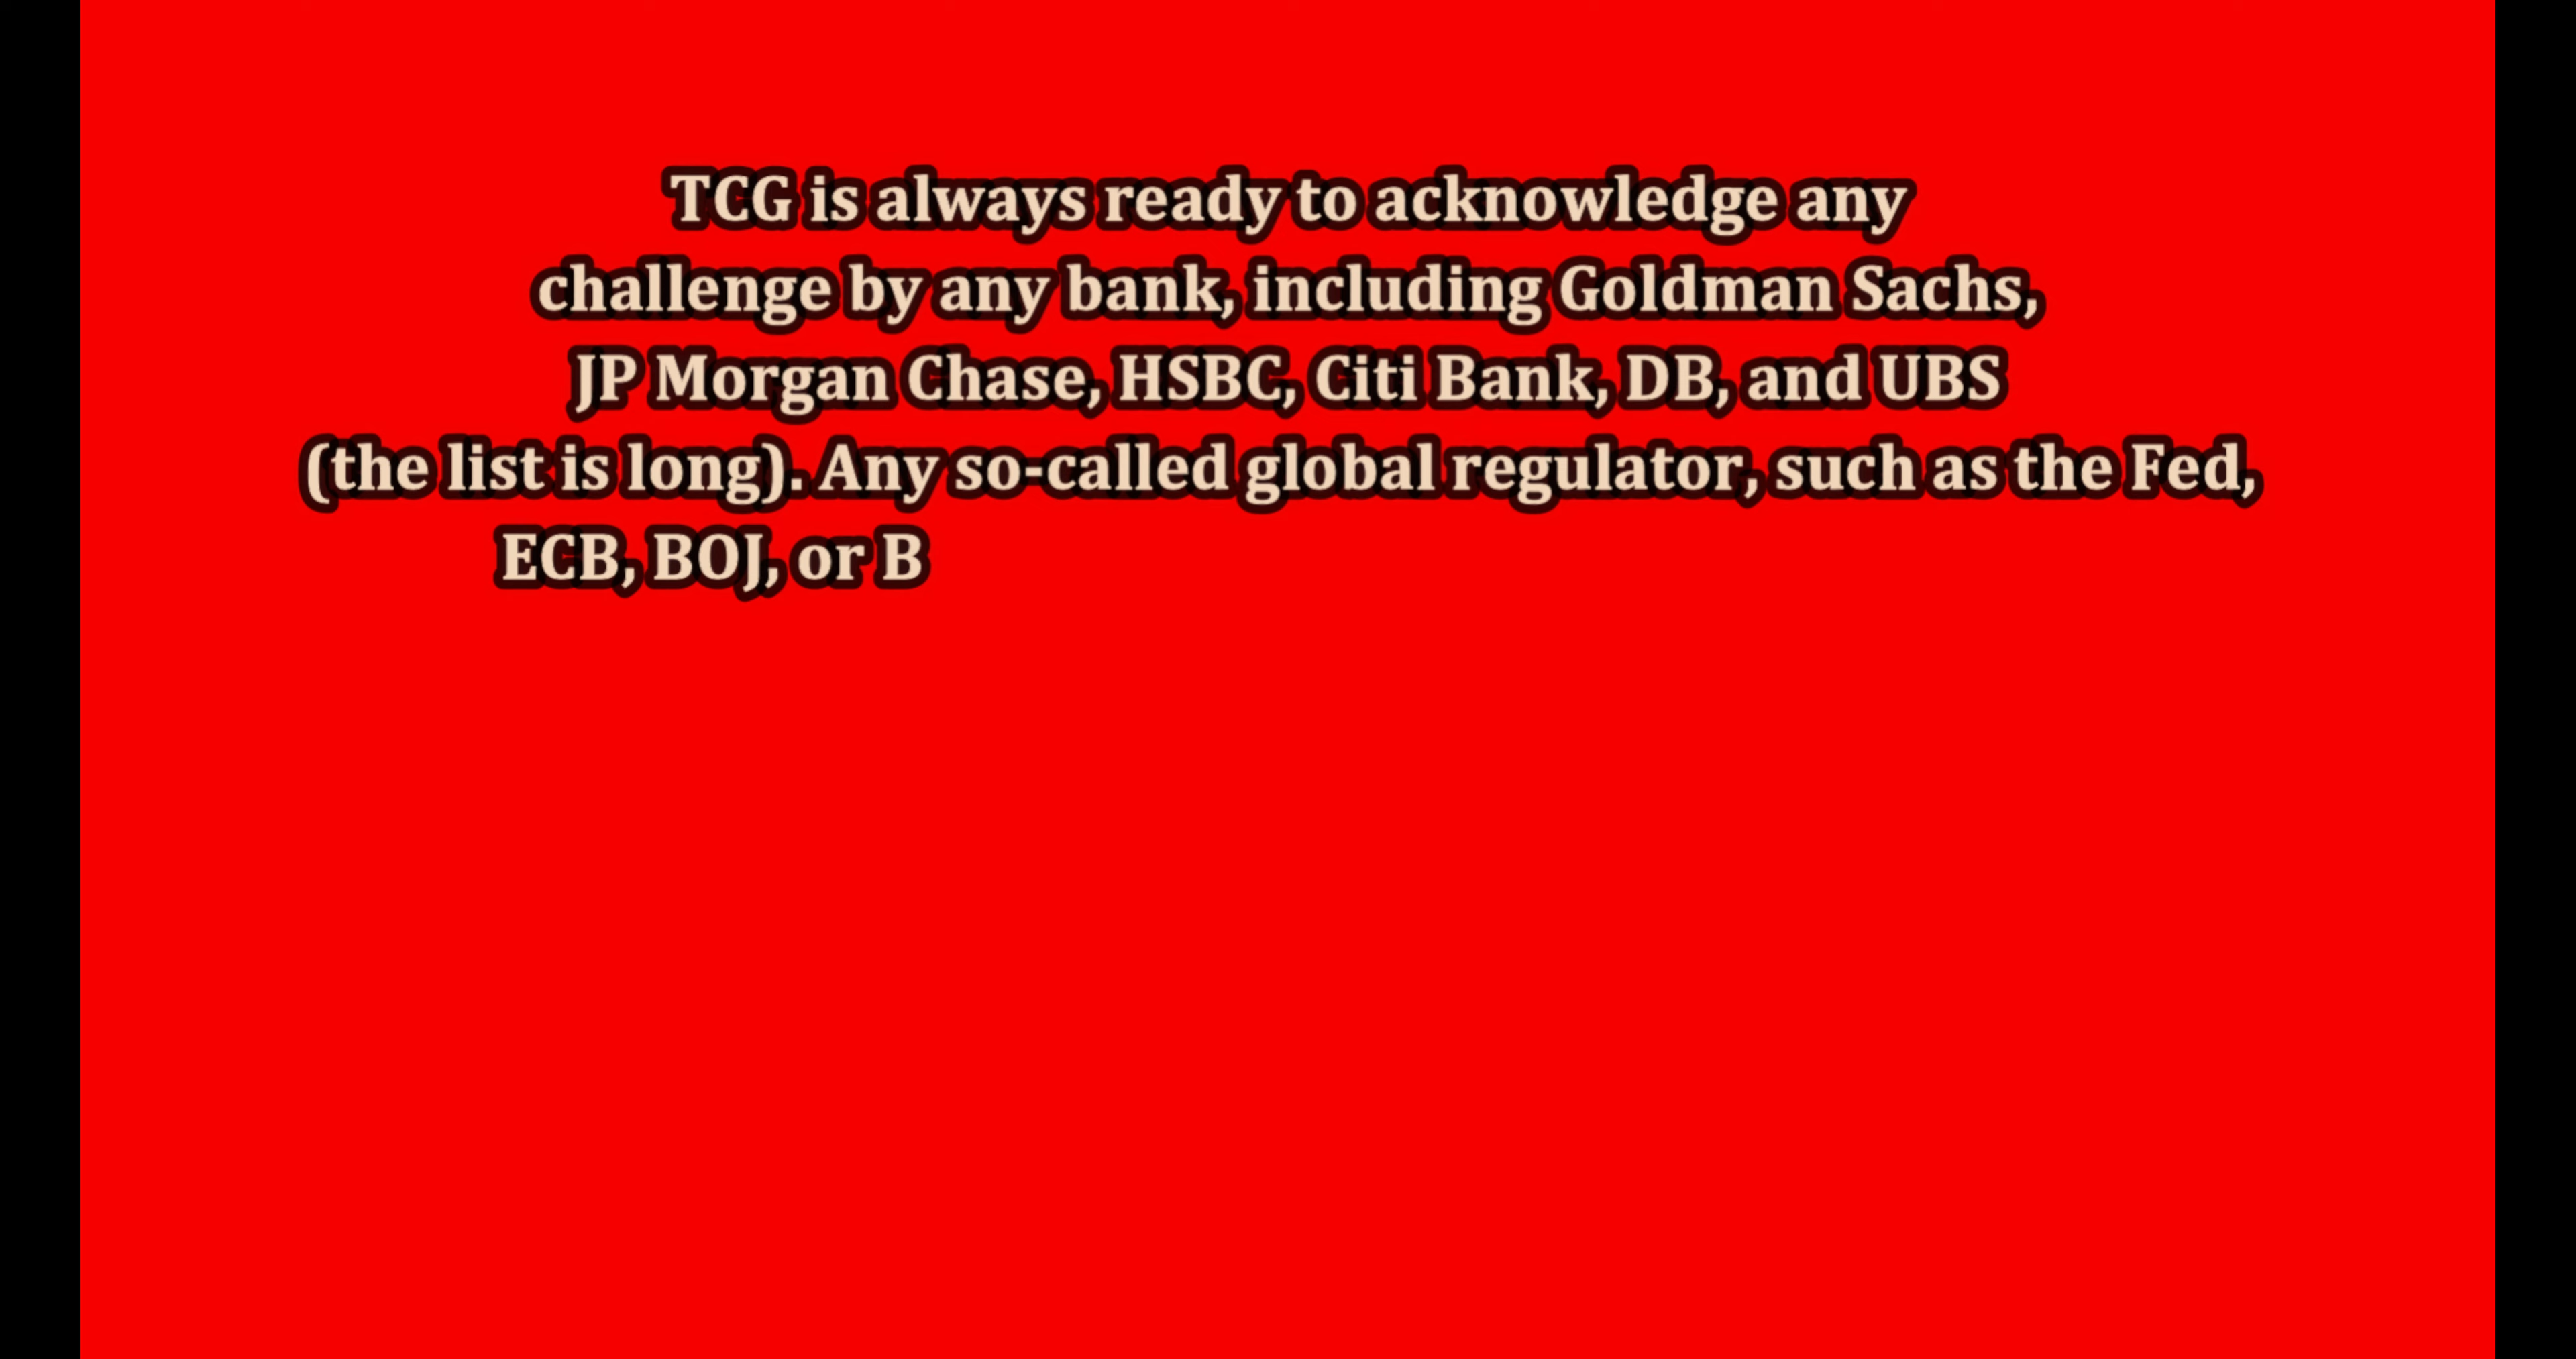 TCG is always ready to acknowledge any
challenge by any bank, including Goldman Sachs,
JP Morgan Chase, HSBC, Citi Bank, DB, and UBS
(the list is long). Any so-called global regulator, such as the Fed,
ECB, BOJ, or B